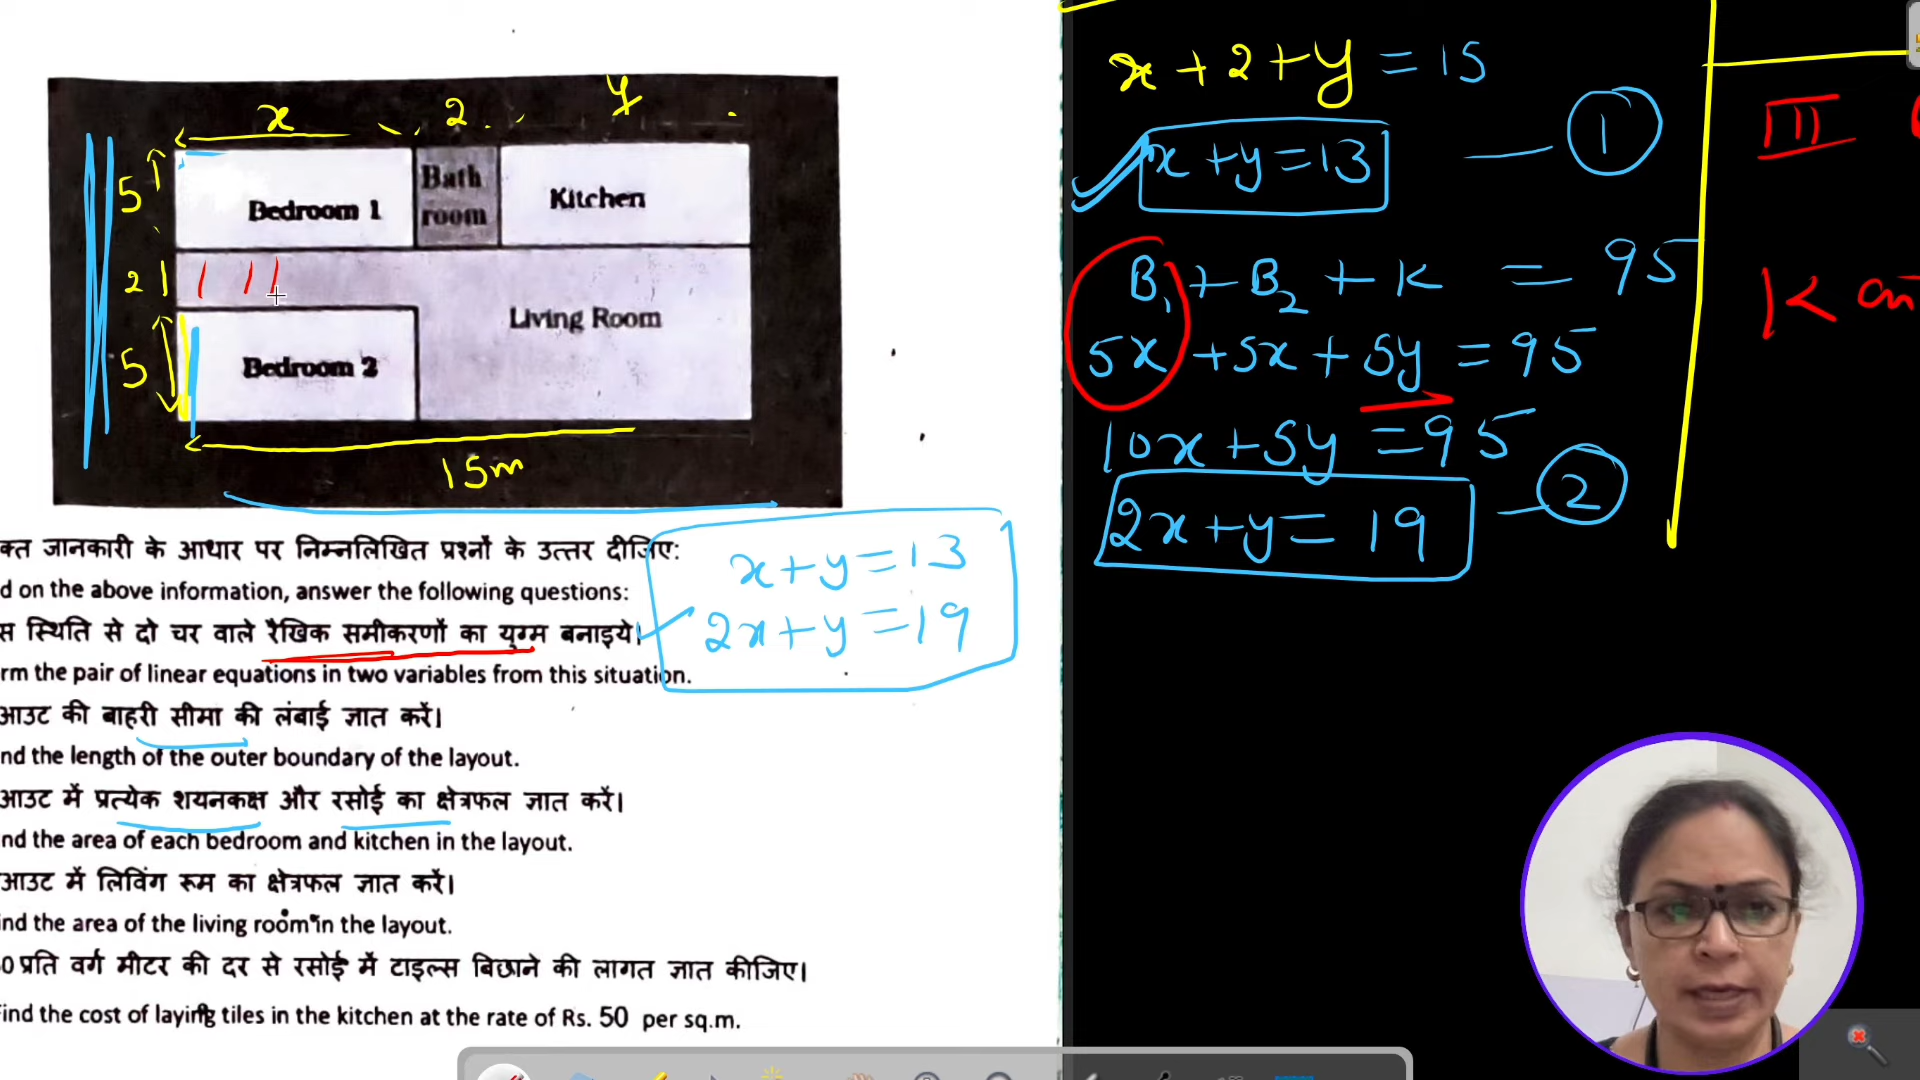 x 2 y
5 Bedroom 1 Bath room Kitchen
2
Living Room
5 Bedroom 2
15m
क्त जानकारी के आधार पर निम्नलिखित प्रश्नों के उत्तर दीजिए:
d on the above information, answer the following questions:
स स्थिति से दो चर वाले रैखिक समीकरणों का युग्म बनाइये।
rm the pair of linear equations in two variables from this situation.
x+y=13
2x+y=19
आउट की बाहरी सीमा की लंबाई ज्ञात करें।
nd the length of the outer boundary of the layout.
आउट में प्रत्येक शयनकक्ष और रसोई का क्षेत्रफल ज्ञात करें।
nd the area of each bedroom and kitchen in the layout.
आउट में लिविंग रूम का क्षेत्रफल ज्ञात करें।
ind the area of the living room in the layout.
0 प्रति वर्ग मीटर की दर से रसोई में टाइल्स बिछाने की लागत ज्ञात कीजिए।
Find the cost of laying tiles in the kitchen at the rate of Rs. 50 per sq.m.
x+2+y=15
x+y=13 — 1
B₁+B₂+K = 95
5x+5x+5y=95
10x+5y=95
2x+y=19 — 2
III
K